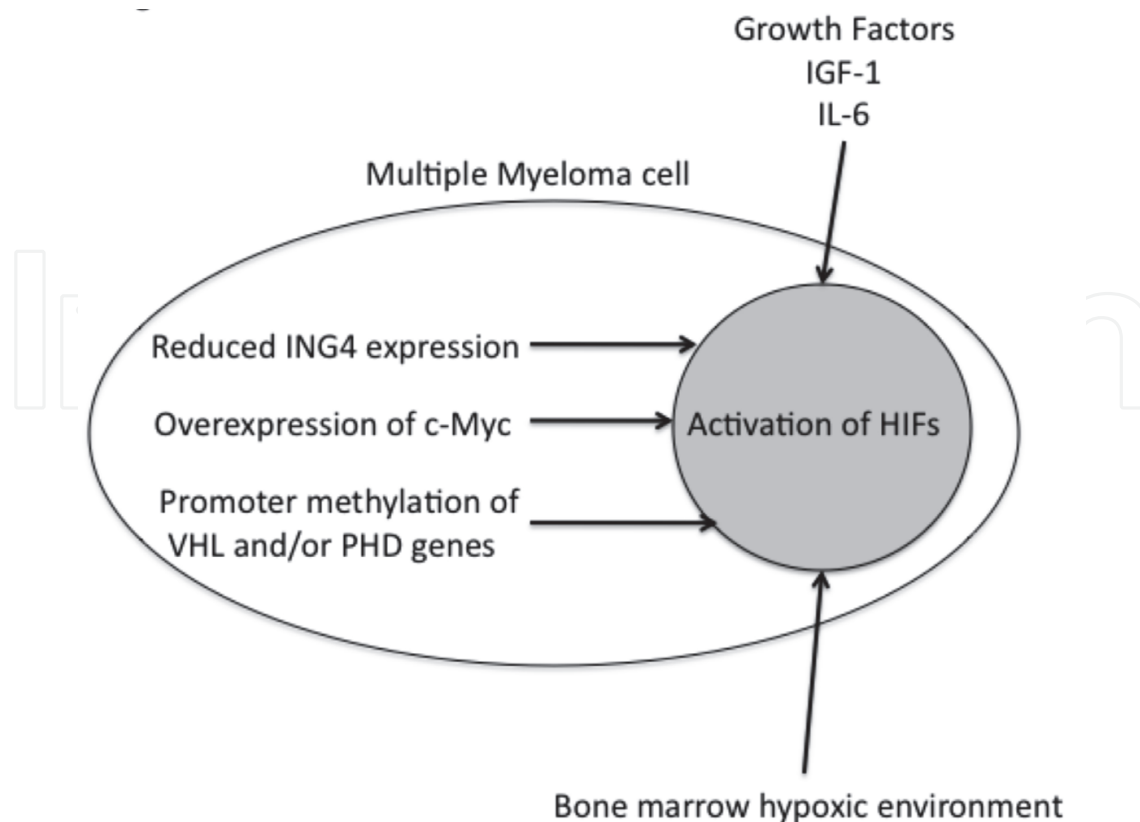 Growth Factors
IGF-1
IL-6
Multiple Myeloma cell
Reduced ING4 expression
Overexpression of c-Myc
Activation of HIFs
Promoter methylation of
VHL and/or PHD genes
Bone marrow hypoxic environment